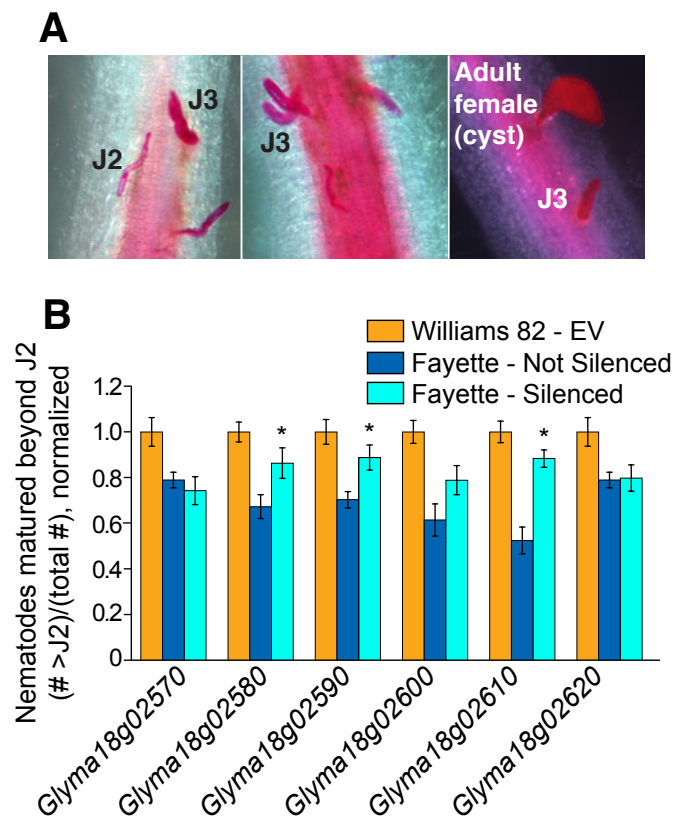 A
J3
J2
J3
Adult
female
(cyst)
J3
B
Williams 82 - EV
Fayette - Not Silenced
Fayette - Silenced
Nematodes matured beyond J2
(# >J2)/(total #), normalized
1.2
1.0
0.8
0.6
0.4
0.2
0
* * *
Glyma18g02570
Glyma18g02580
Glyma18g02590
Glyma18g02600
Glyma18g02610
Glyma18g02620